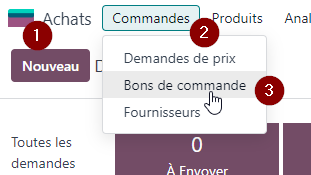 Achats Commandes Produits
1
2
Nouveau
Demandes de prix
Bons de commande
3
Fournisseurs
Toutes les
demandes
0
À Envoyer